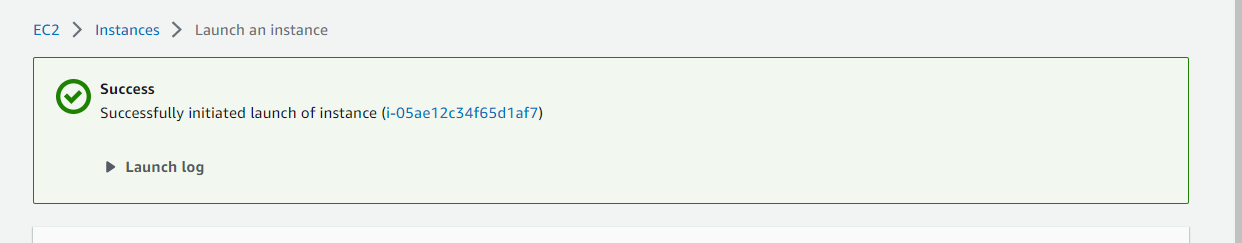 EC2 Instances Launch an instance
Success
Successfully initiated launch of instance (i-05ae12c34f65d1af7)
Launch log